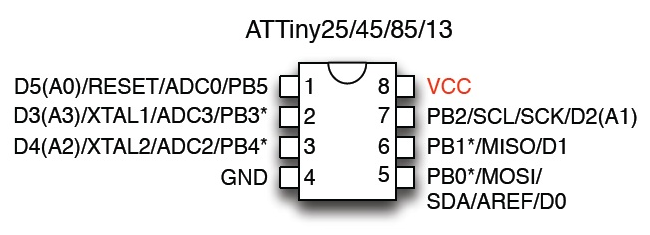 ATTiny25/45/85/13
D5(A0)/RESET/ADC0/PB5 1 8 VCC
D3(A3)/XTAL1/ADC3/PB3* 2 7 PB2/SCL/SCK/D2(A1)
D4(A2)/XTAL2/ADC2/PB4* 3 6 PB1*/MISO/D1
GND 4 5 PB0*/MOSI/
SDA/AREF/D0